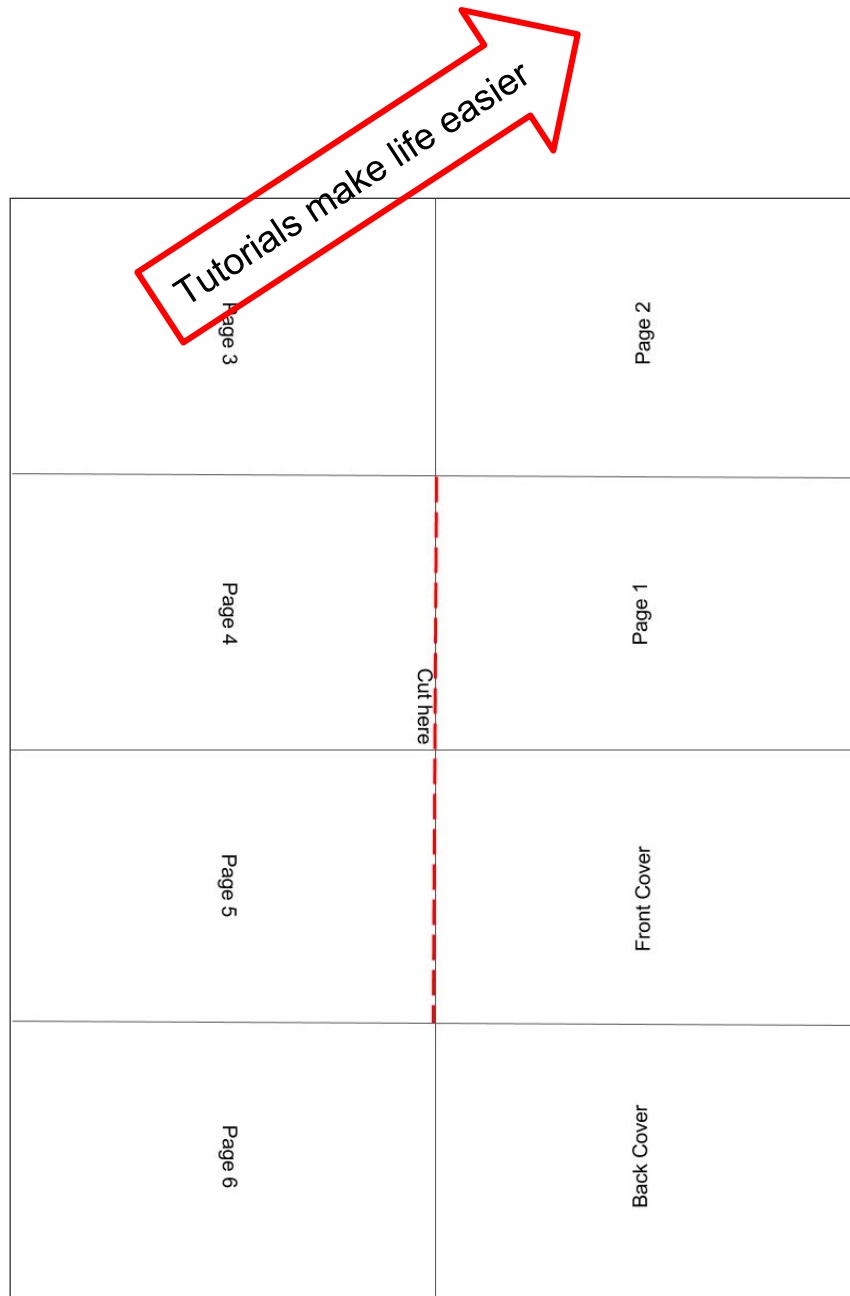 Tutorials make life easier
Page 3
Page 2
Page 4
Page 1
Cut here
Page 5
Front Cover
Page 6
Back Cover